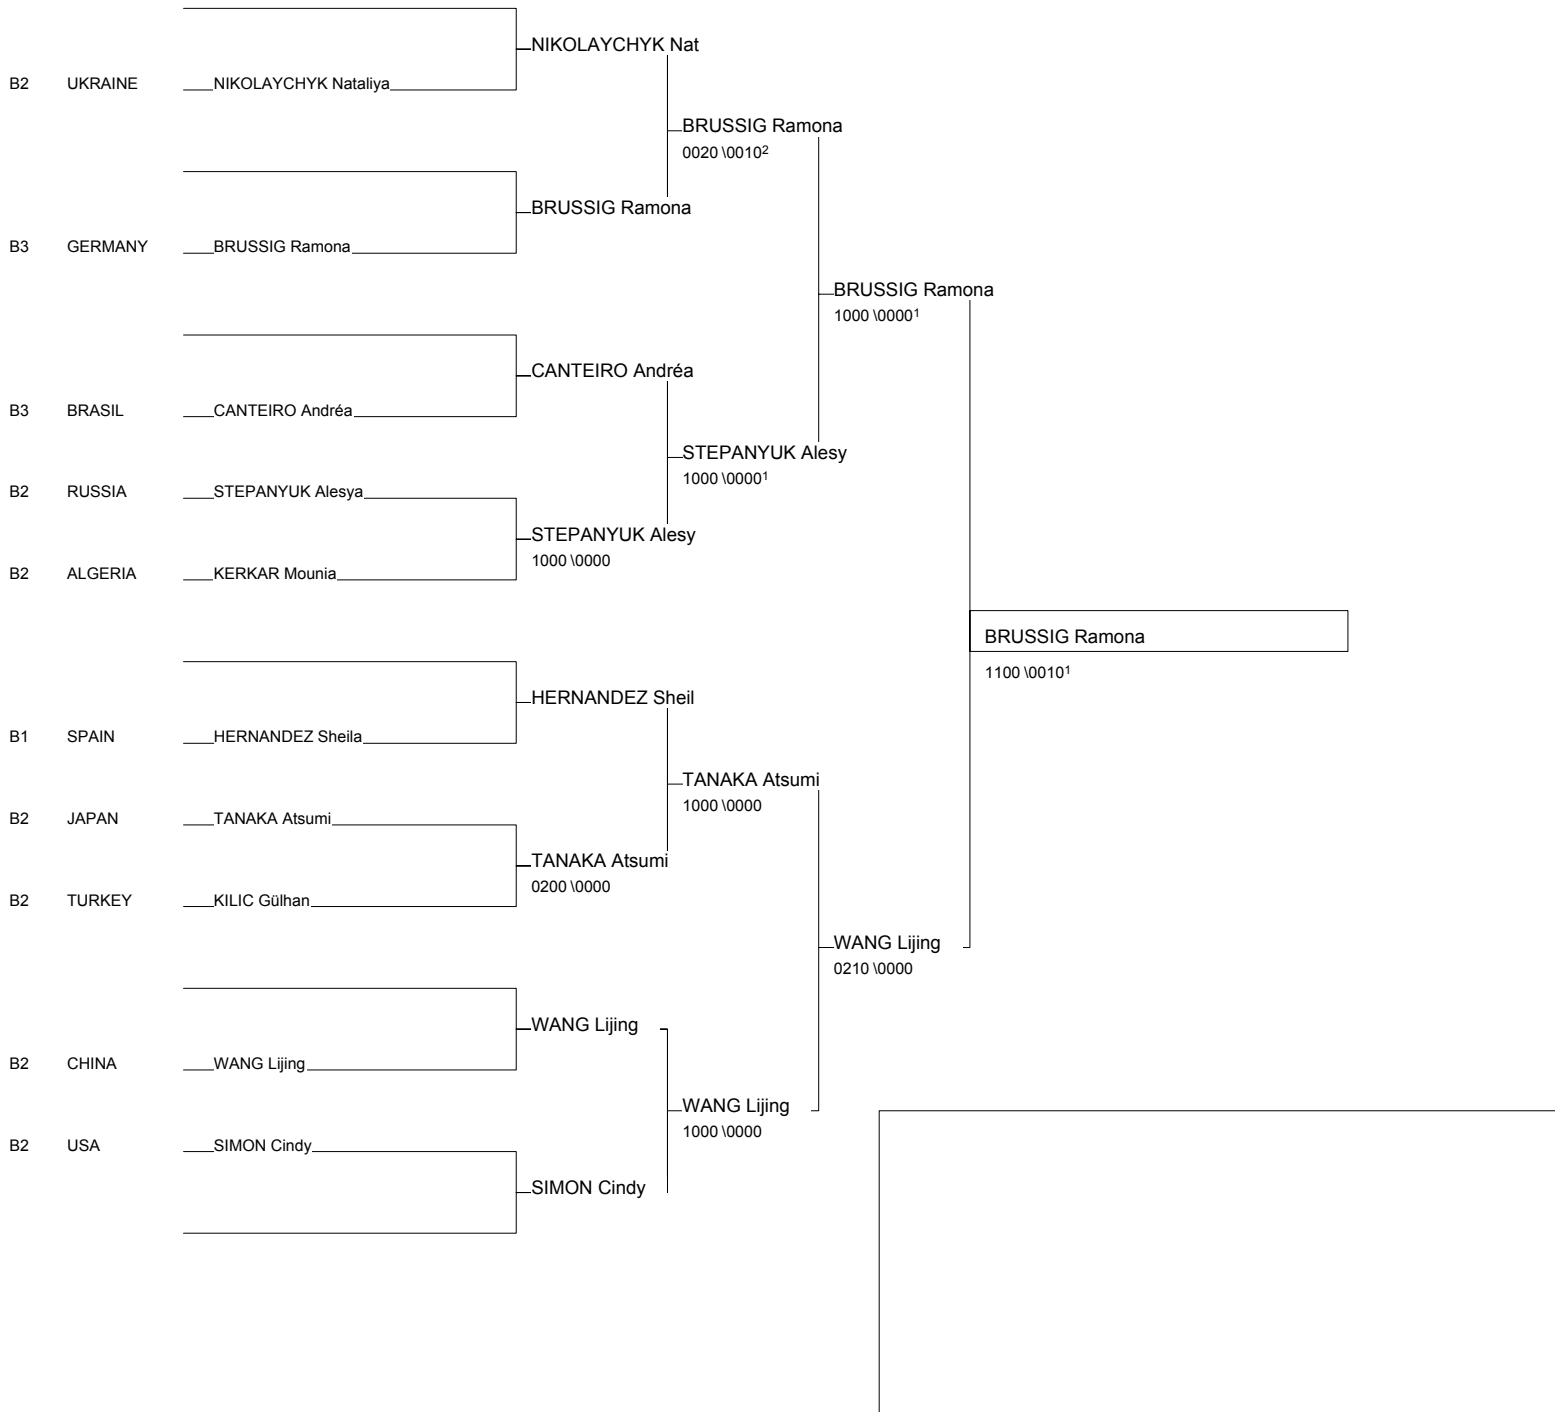 NIKOLAYCHYK Nat
B2 UKRAINE NIKOLAYCHYK Nataliya
BRUSSIG Ramona
0020 \0010²
BRUSSIG Ramona
B3 GERMANY BRUSSIG Ramona
BRUSSIG Ramona
1000 \0000¹
CANTEIRO Andréa
B3 BRASIL CANTEIRO Andréa
STEPANYUK Alesy
1000 \0000¹
B2 RUSSIA STEPANYUK Alesya
STEPANYUK Alesy
1000 \0000
B2 ALGERIA KERKAR Mounia
BRUSSIG Ramona
1100 \0010¹
HERNANDEZ Sheil
B1 SPAIN HERNANDEZ Sheila
TANAKA Atsumi
1000 \0000
B2 JAPAN TANAKA Atsumi
TANAKA Atsumi
0200 \0000
B2 TURKEY KILIC Gülhan
WANG Lijing
0210 \0000
WANG Lijing
B2 CHINA WANG Lijing
WANG Lijing
1000 \0000
B2 USA SIMON Cindy
SIMON Cindy